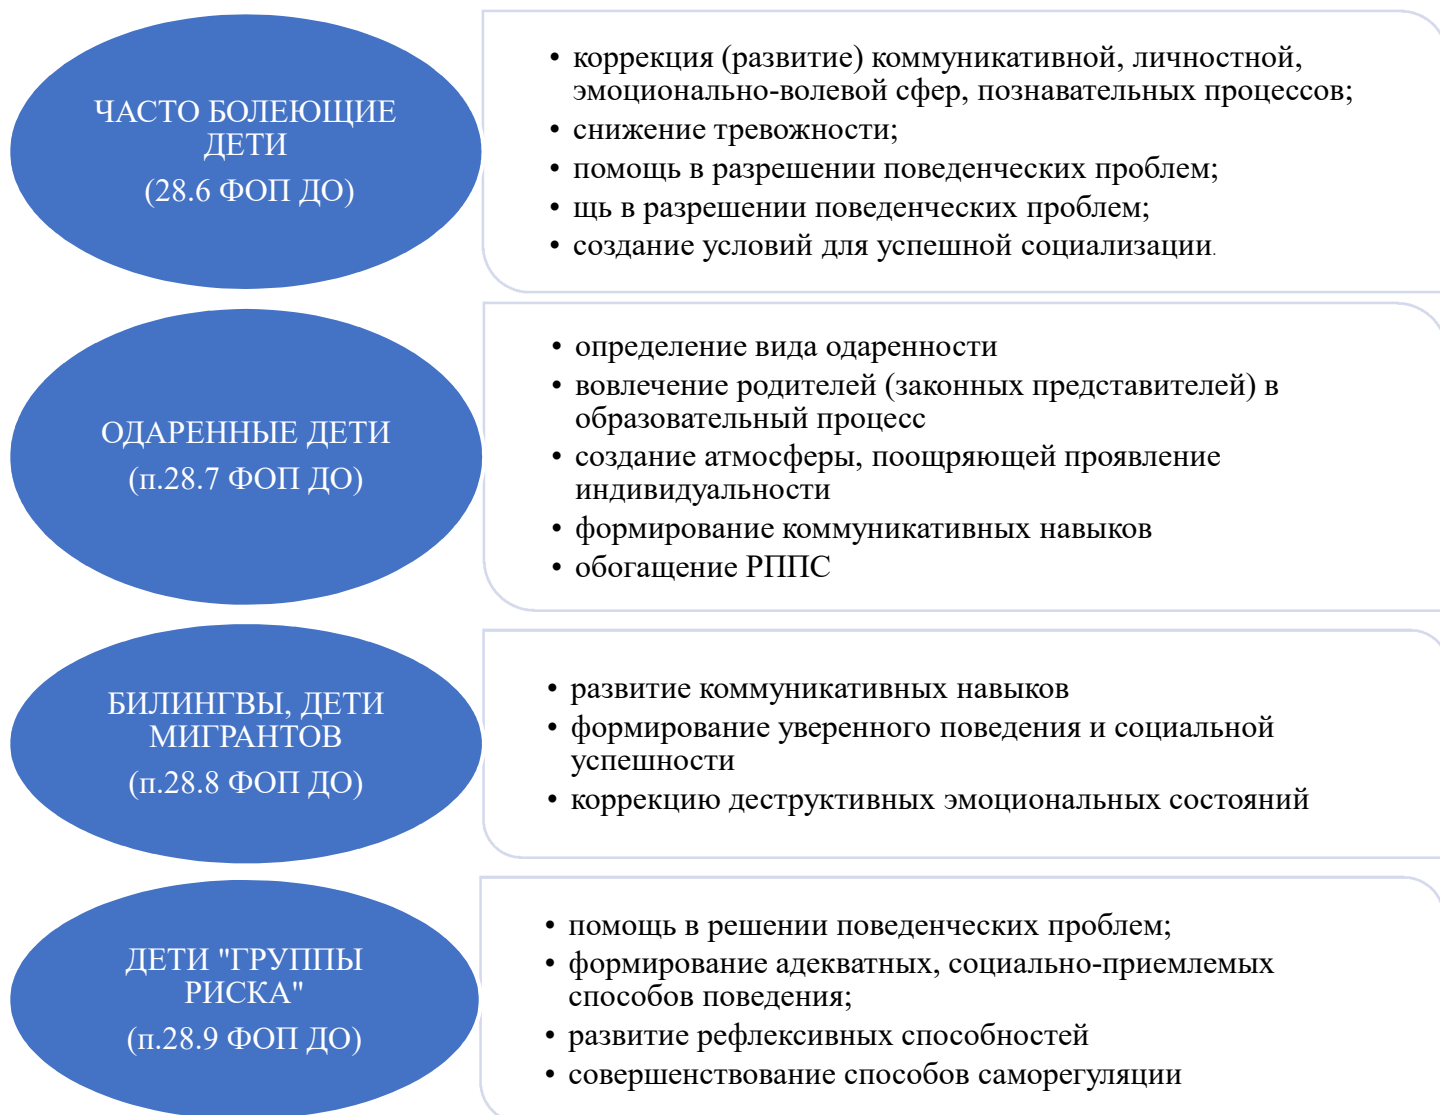 ЧАСТО БОЛЕЮЩИЕ
ДЕТИ
(28.6 ФОП ДО)
• коррекция (развитие) коммуникативной, личностной,
эмоционально-волевой сфер, познавательных процессов;
• снижение тревожности;
• помощь в разрешении поведенческих проблем;
• щь в разрешении поведенческих проблем;
• создание условий для успешной социализации.
ОДАРЕННЫЕ ДЕТИ
(п.28.7 ФОП ДО)
• определение вида одаренности
• вовлечение родителей (законных представителей) в
образовательный процесс
• создание атмосферы, поощряющей проявление
индивидуальности
• формирование коммуникативных навыков
• обогащение РППС
БИЛИНГВЫ, ДЕТИ
МИГРАНТОВ
(п.28.8 ФОП ДО)
• развитие коммуникативных навыков
• формирование уверенного поведения и социальной
успешности
• коррекцию деструктивных эмоциональных состояний
ДЕТИ "ГРУППЫ
РИСКА"
(п.28.9 ФОП ДО)
• помощь в решении поведенческих проблем;
• формирование адекватных, социально-приемлемых
способов поведения;
• развитие рефлексивных способностей
• совершенствование способов саморегуляции